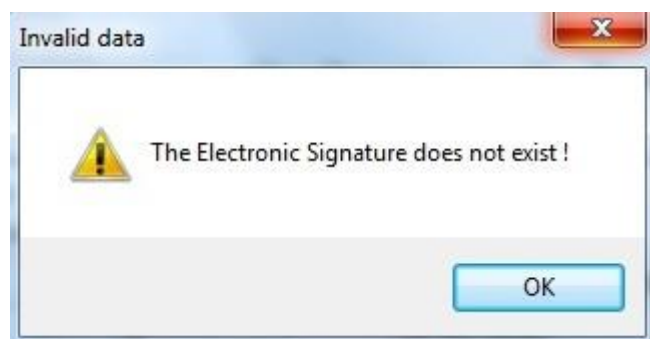 Invalid data
The Electronic Signature does not exist !
OK